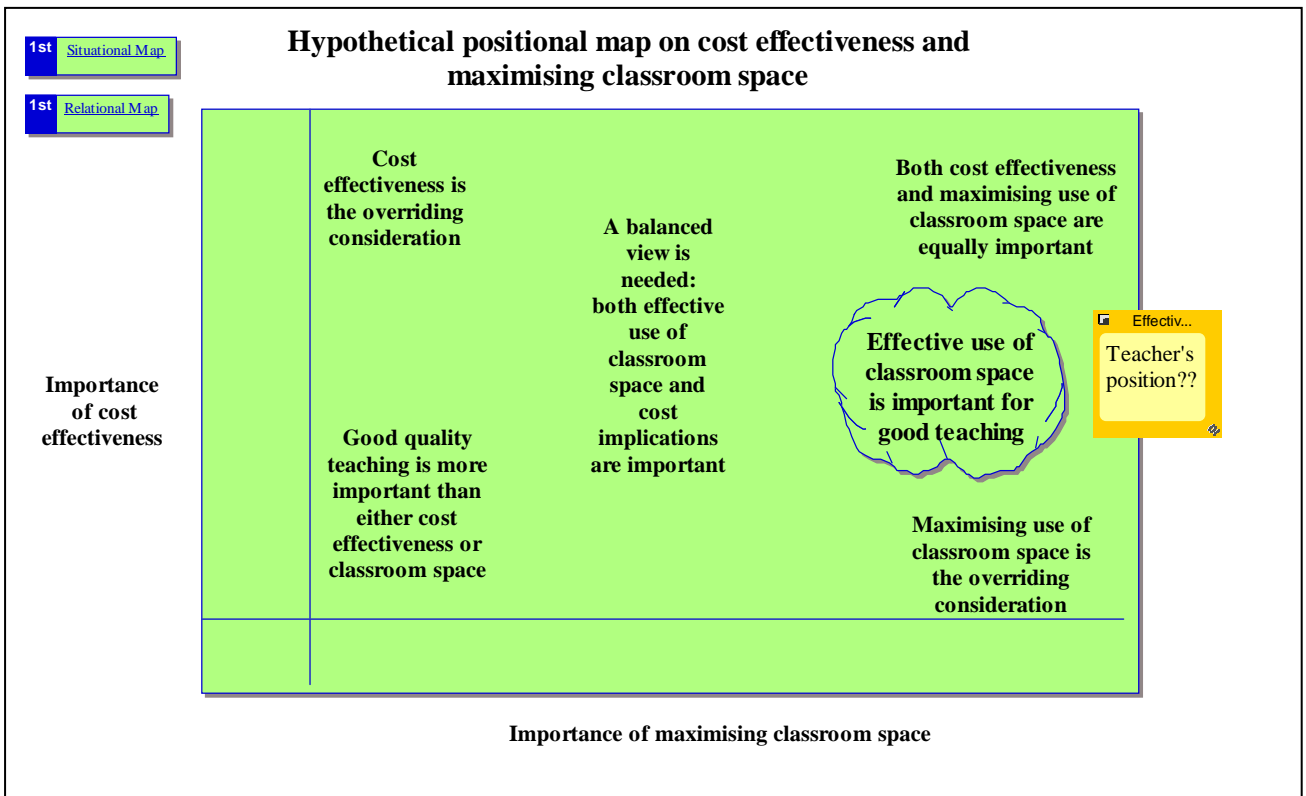 Hypothetical positional map on cost effectiveness and
maximising classroom space
1st Situational Map
1st Relational Map
Importance
of cost
effectiveness
Cost
effectiveness is
the overriding
consideration
Good quality
teaching is more
important than
either cost
effectiveness or
classroom space
A balanced
view is
needed:
both effective
use of
classroom
space and
cost
implications
are important
Both cost effectiveness
and maximising use of
classroom space are
equally important
Effective use of
classroom space
is important for
good teaching
Effectiv...
Teacher's
position??
Maximising use of
classroom space is
the overriding
consideration
Importance of maximising classroom space